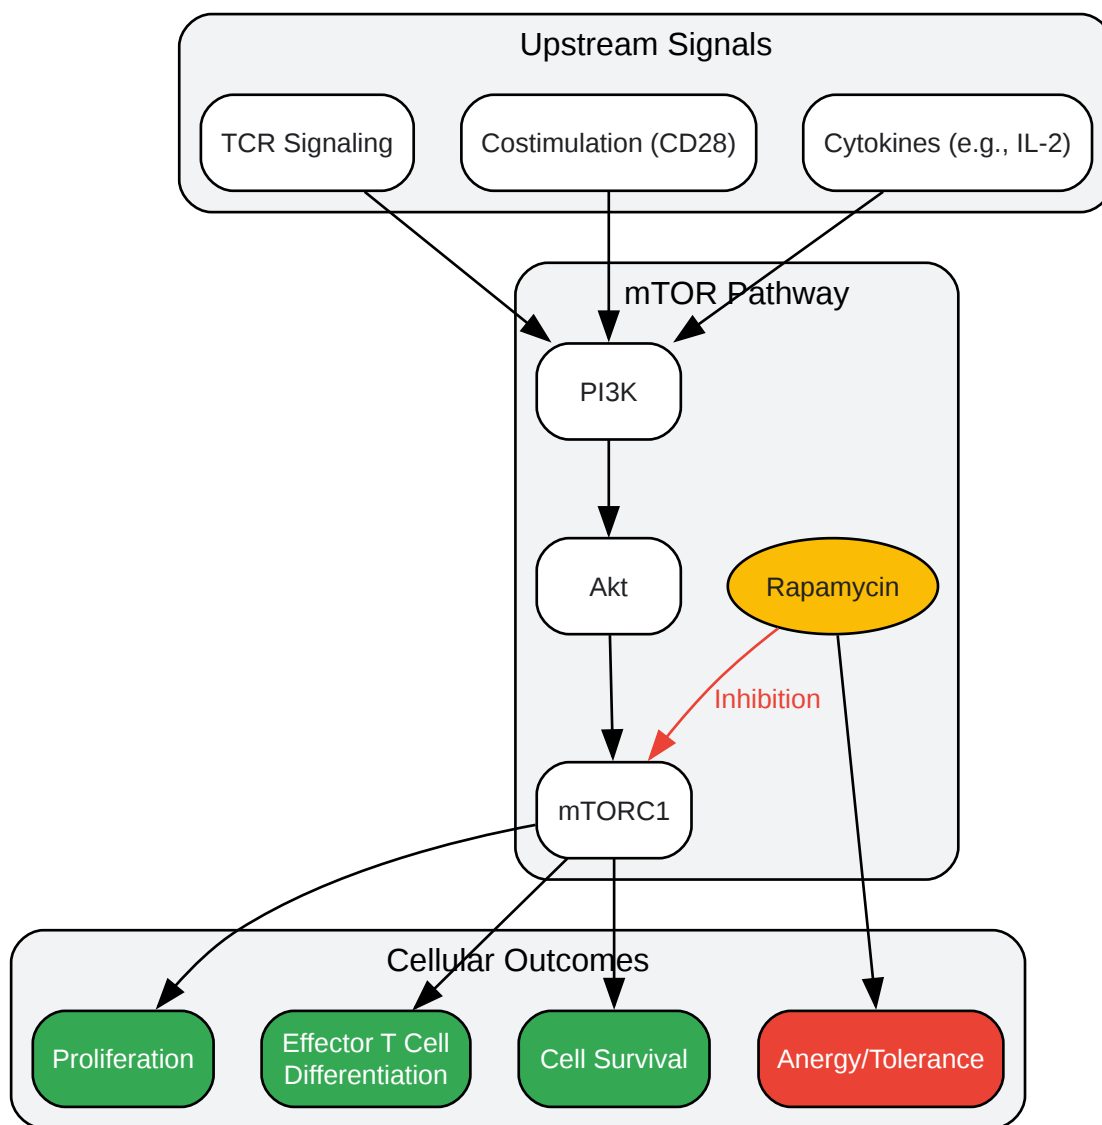 Upstream Signals
TCR Signaling
Costimulation (CD28)
Cytokines (e.g., IL-2)
mTOR Pathway
PI3K
Akt
Rapamycin
Inhibition
mTORC1
Cellular Outcomes
Proliferation
Effector T Cell
Differentiation
Cell Survival
Anergy/Tolerance